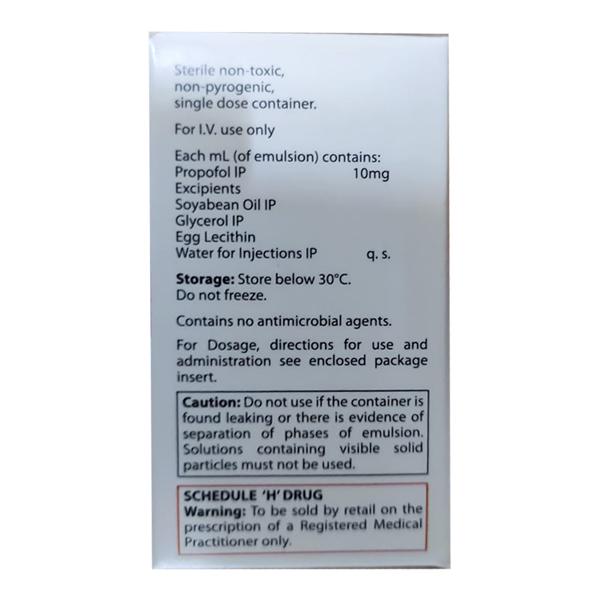 Sterile non-toxic,
non-pyrogenic,
single dose container.
For I.V. use only
Each mL (of emulsion) contains:
Propofol IP 10mg
Excipients
Soyabean Oil IP
Glycerol IP
Egg Lecithin
Water for Injections IP q. s.
Storage: Store below 30°C.
Do not freeze.
Contains no antimicrobial agents.
For Dosage, directions for use and
administration see enclosed package
insert.
Caution: Do not use if the container is
found leaking or there is evidence of
separation of phases of emulsion.
Solutions containing visible solid
particles must not be used.
SCHEDULE 'H' DRUG
Warning: To be sold by retail on the
prescription of a Registered Medical
Practitioner only.